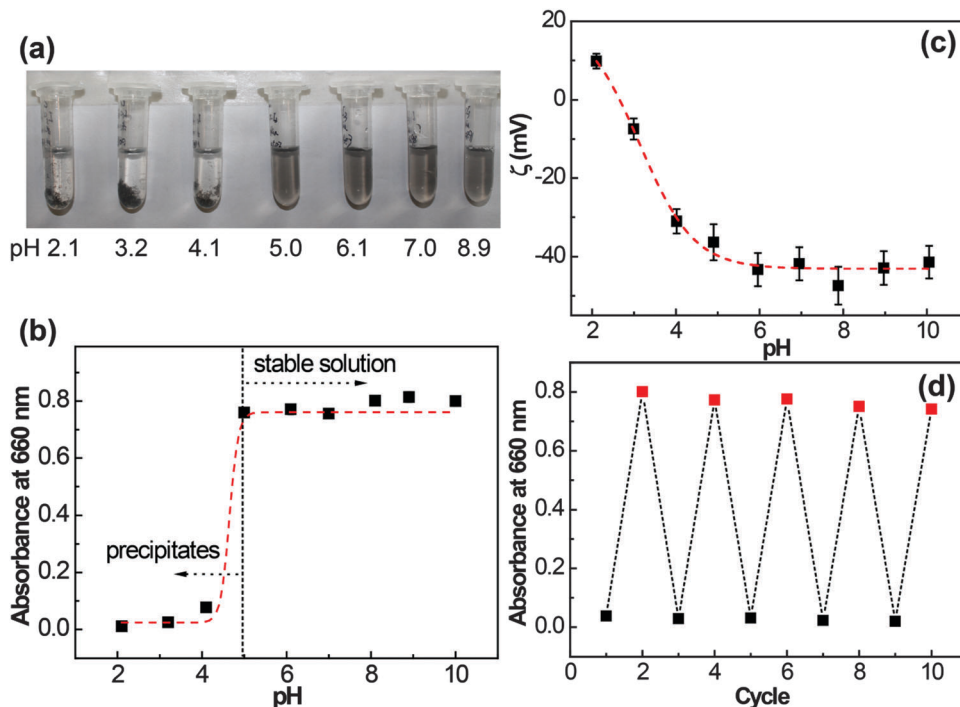 (a)
pH 2.1 3.2 4.1 5.0 6.1 7.0 8.9
(b)
Absorbance at 660 nm
0.8
0.6
0.4
0.2
0.0
stable solution
precipitates
2 4 6 8 10
pH
(c)
ζ (mV)
20
0
-20
-40
2 4 6 8 10
pH
(d)
Absorbance at 660 nm
0.8
0.6
0.4
0.2
0.0
0 2 4 6 8 10
Cycle